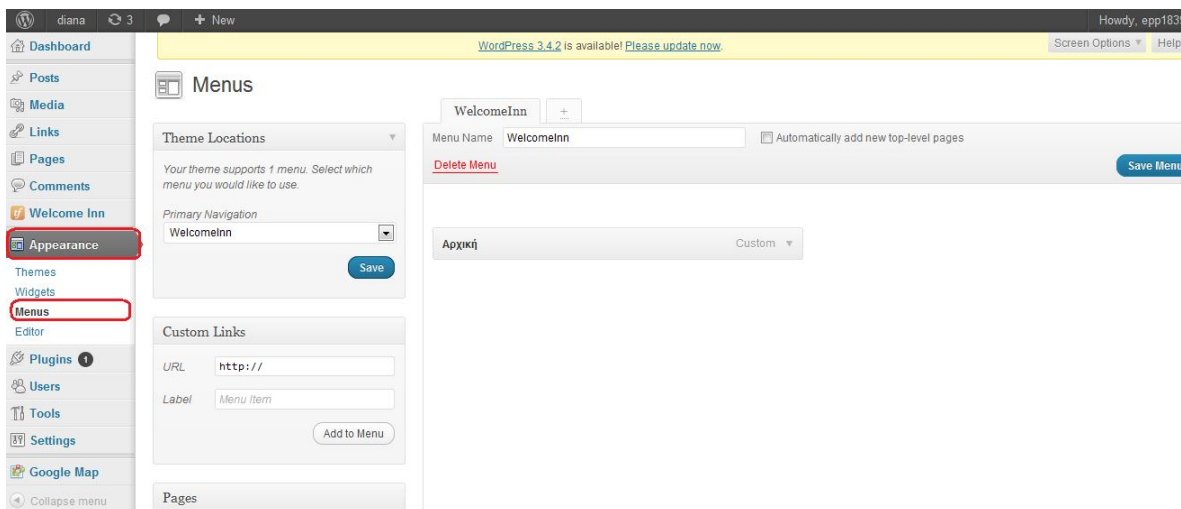 diana 3 + New Howdy, epp183
Dashboard
Posts
Media
Links
Pages
Comments
Welcome Inn
Appearance
Themes
Widgets
Menus
Editor
Plugins 1
Users
Tools
Settings
Google Map
Collapse menu
WordPress 3.4.2 is available! Please update now.
Screen Options Help
Menus
Theme Locations
Your theme supports 1 menu. Select which
menu you would like to use.
Primary Navigation
WelcomeInn
Save
Custom Links
URL http://
Label Menu Item
Add to Menu
Pages
WelcomeInn +
Menu Name WelcomeInn Automatically add new top-level pages
Delete Menu
Save Menu
Αρχική Custom